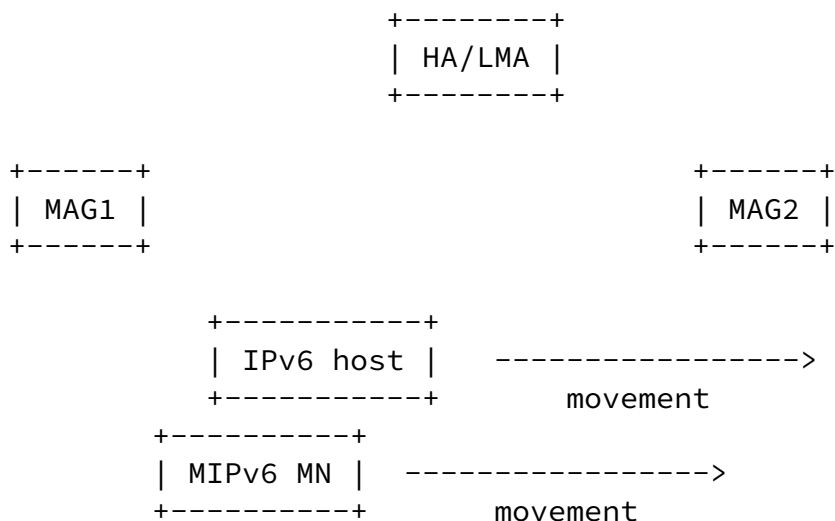 +--------+
| HA/LMA |
+--------+
+------+ +------+
| MAG1 | | MAG2 |
+------+ +------+
+-----------+
| IPv6 host | ----------------->
+-----------+ movement
+----------+
| MIPv6 MN | ----------------->
+----------+ movement